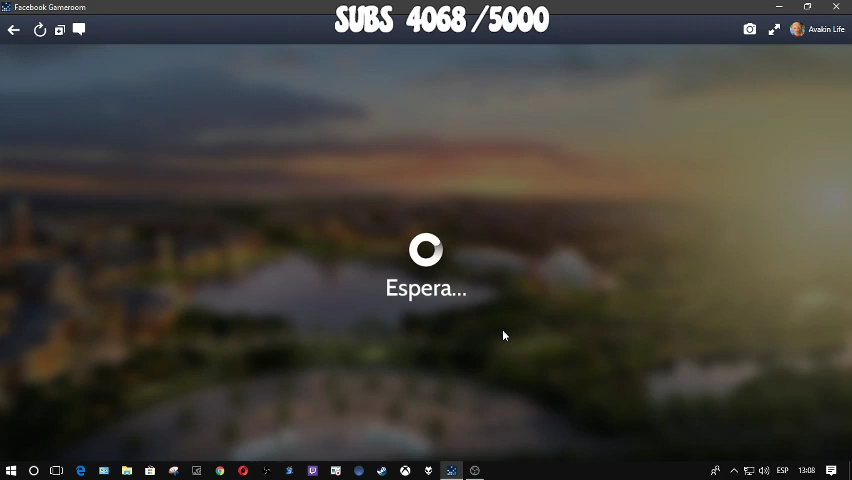 Facebook Gameroom
SUBS 4068/5000
Avakin Life
Espera...
ESP
13:08